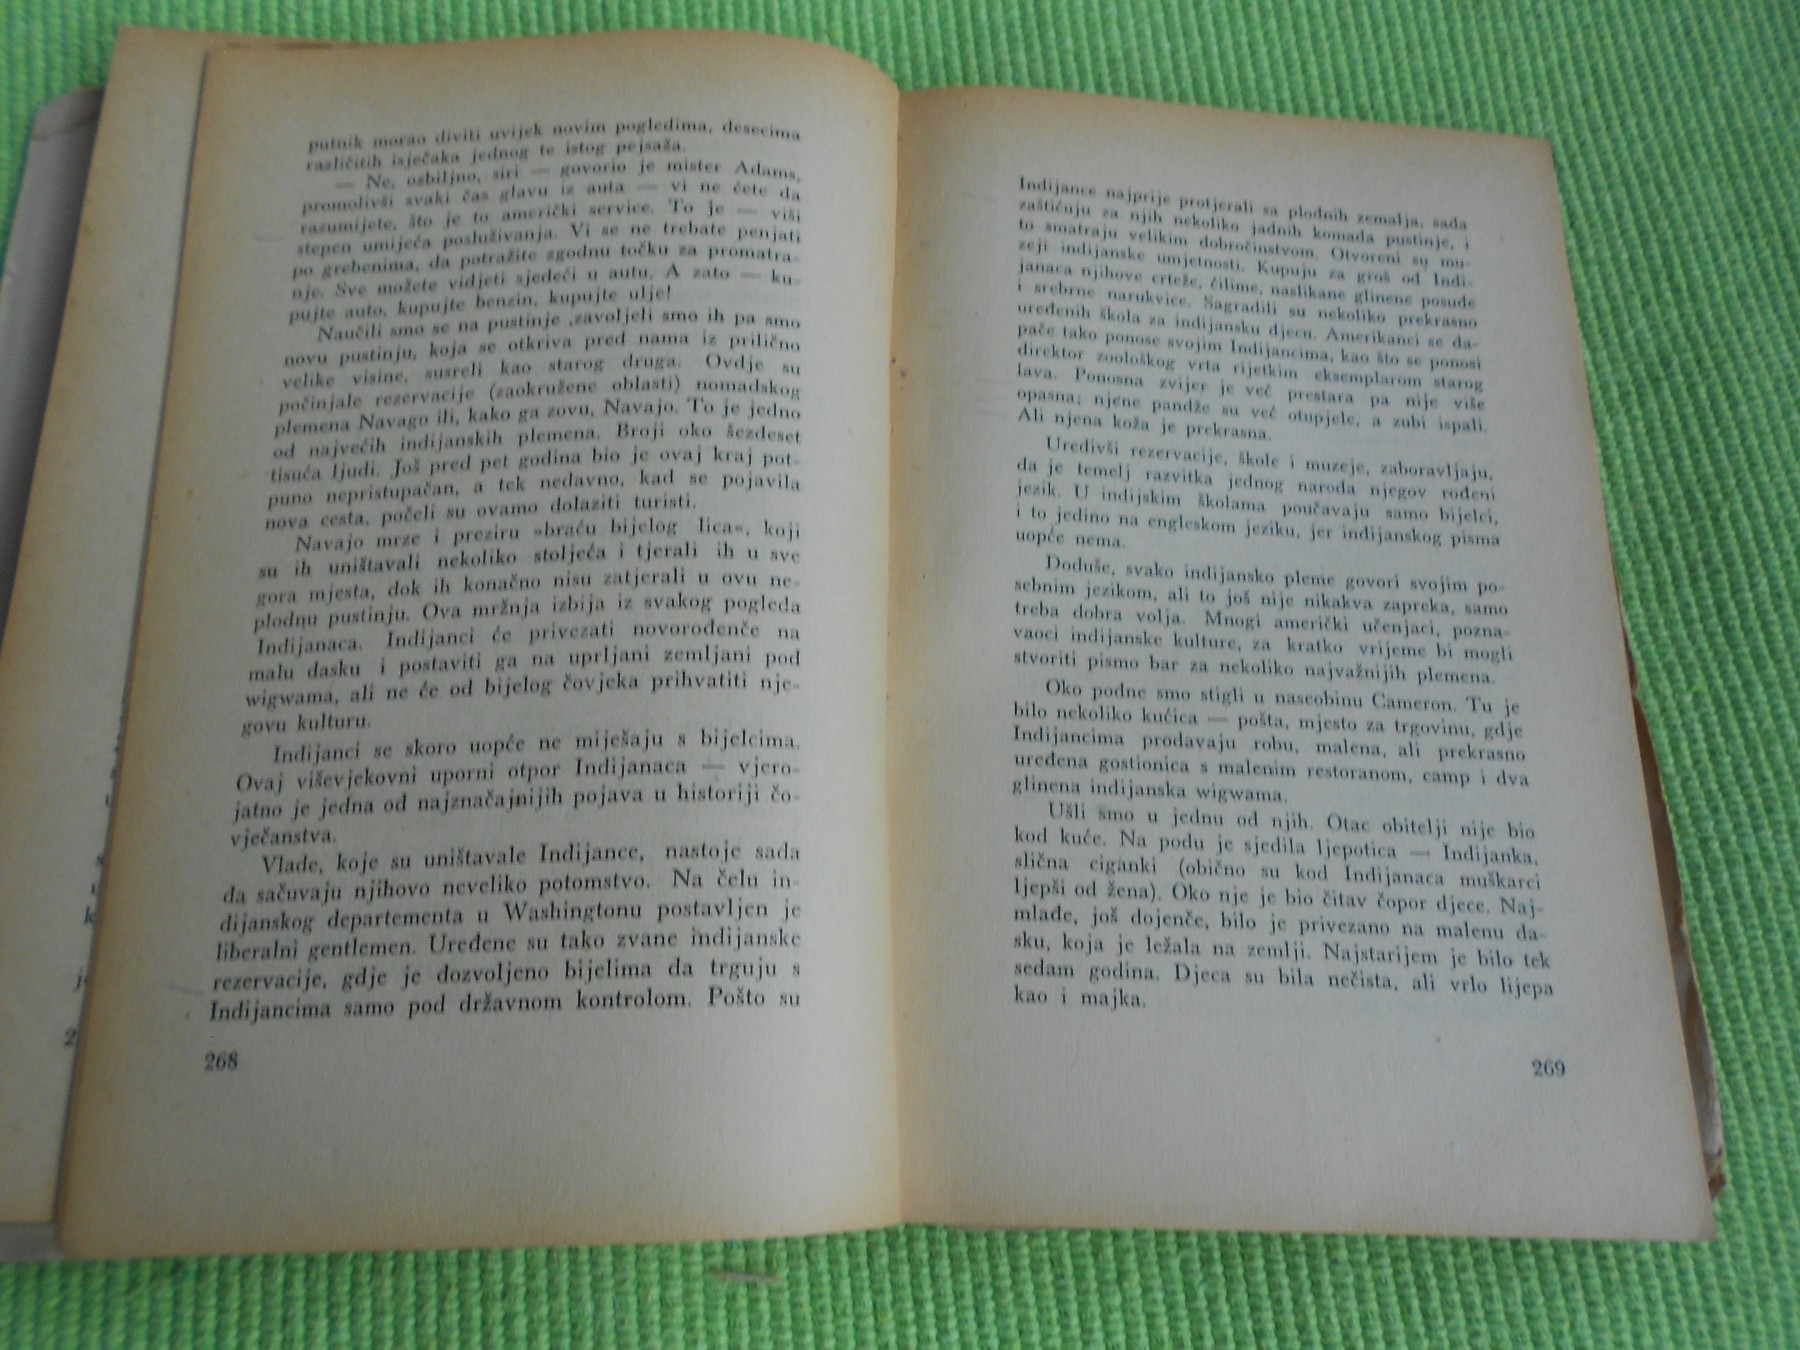 putnik morao diviti uvijek novim pogledima, desecima
različitih isječaka jednog te istog pejsaža.
— Ne, ozbiljno, siri — govorio je mister Adams,
promolivši svaki čas glavu iz auta — vi ne ćete da
razumijete, što je to američki service. To je — viši
stepen umijeća posluživanja. Vi se ne trebate penjati
po grebenima, da potražite zgodnu točku za promatra-
nje. Sve možete vidjeti sjedeći u autu. A zato — ku-
pujte auto, kupujte benzin, kupujte ulje!
Naučili smo se na pustinje ,zavoljeli smo ih pa smo
novu pustinju, koja se otkriva pred nama iz prilično
velike visine, susreli kao starog druga. Ovdje su
počinjale rezervacije (zaokružene oblasti) nomadskog
plemena Navago ili, kako ga zovu, Navajo. To je jedno
od najvećih indijanskih plemena. Broji oko šezdeset
tisuća ljudi. Još pred pet godina bio je ovaj kraj pot-
puno nepristupačan, a tek nedavno, kad se pojavila
nova cesta, počeli su ovamo dolaziti turisti.
Navajo mrze i preziru »braću bijelog lica«, koji
su ih uništavali nekoliko stoljeća i tjerali ih u sve
gora mjesta, dok ih konačno nisu zatjerali u ovu ne-
plodnu pustinju. Ova mržnja izbija iz svakog pogleda
Indijanaca. Indijanci će privezati novorođenče na
malu dasku i postaviti ga na uprljani zemljani pod
wigwama, ali ne će od bijelog čovjeka prihvatiti nje-
govu kulturu.
Indijanci se skoro uopće ne miješaju s bijelcima.
Ovaj viševjekovni uporni otpor Indijanaca — vjero-
jatno je jedna od najznačajnijih pojava u historiji čo-
vječanstva.
Vlade, koje su uništavale Indijance, nastoje sada
da sačuvaju njihovo neveliko potomstvo. Na čelu in-
dijanskog departementa u Washingtonu postavljen je
liberalni gentlemen. Uređene su tako zvane indijanske
rezervacije, gdje je dozvoljeno bijelima da trguju s
Indijancima samo pod državnom kontrolom. Pošto su
268
Indijance najprije protjerali sa plodnih zemalja, sada
zaštićuju za njih nekoliko jadnih komada pustinje, i
to smatraju velikim dobročinstvom. Otvoreni su mu-
zeji indijanske umjetnosti. Kupuju za groš od Indi-
janaca njihove crteže, ćilime, naslikane glinene posude
i srebrne narukvice. Sagradili su nekoliko prekrasno
uređenih škola za indijansku djecu. Amerikanci se da-
pače tako ponose svojim Indijancima, kao što se ponosi
direktor zoološkog vrta rijetkim eksemplarom starog
lava. Ponosna zvijer je već prestara pa nije više
opasna; njene pandže su već otupjele, a zubi ispali.
Ali njena koža je prekrasna.
Uredivši rezervacije, škole i muzeje, zaboravljaju,
da je temelj razvitka jednog naroda njegov rođeni
jezik. U indijskim školama poučavaju samo bijelci,
i to jedino na engleskom jeziku, jer indijanskog pisma
uopće nema.
Doduše, svako indijansko pleme govori svojim po-
sebnim jezikom, ali to još nije nikakva zapreka, samo
treba dobra volja. Mnogi američki učenjaci, pozna-
vaoci indijanske kulture, za kratko vrijeme bi mogli
stvoriti pismo bar za nekoliko najvažnijih plemena.
Oko podne smo stigli u naseobinu Cameron. Tu je
bilo nekoliko kućica — pošta, mjesto za trgovinu, gdje
Indijancima prodavaju robu, malena, ali prekrasno
uređena gostionica s malenim restoranom, camp i dva
glinena indijanska wigwama.
Ušli smo u jednu od njih. Otac obitelji nije bio
kod kuće. Na podu je sjedila ljepotica — Indijanka,
slična ciganki (obično su kod Indijanaca muškarci
ljepši od žena). Oko nje je bio čitav čopor djece. Naj-
mlađe, još dojenče, bilo je privezano na malenu da-
sku, koja je ležala na zemlji. Najstarijem je bilo tek
sedam godina. Djeca su bila nečista, ali vrlo lijepa
kao i majka.
269